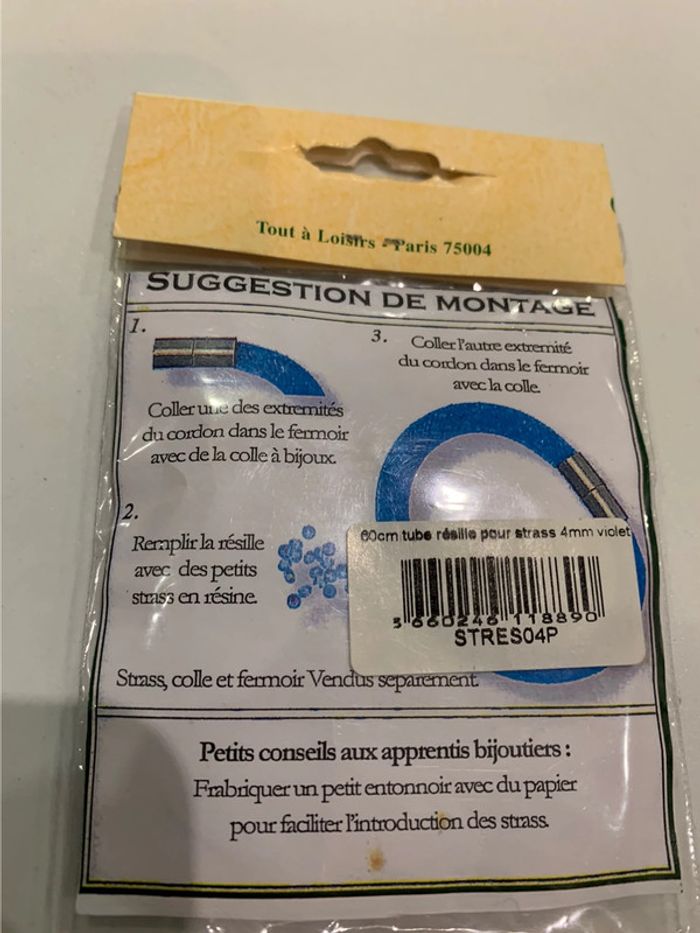 Tout à Loisirs - Paris 75004
SUGGESTION DE MONTAGE
1.
Coller une des extremités
du cordon dans le fermoir
avec de la colle à bijoux.
2.
Remplir la résille
avec des petits
strass en résine.
3. Coller l'autre extremité
du cordon dans le fermoir
avec la colle.
60cm tube résille pour strass 4mm violet
3 660246 118890
STRES04P
Strass, colle et fermoir Vendus séparement.
Petits conseils aux apprentis bijoutiers :
Frabriquer un petit entonnoir avec du papier
pour faciliter l'introduction des strass.